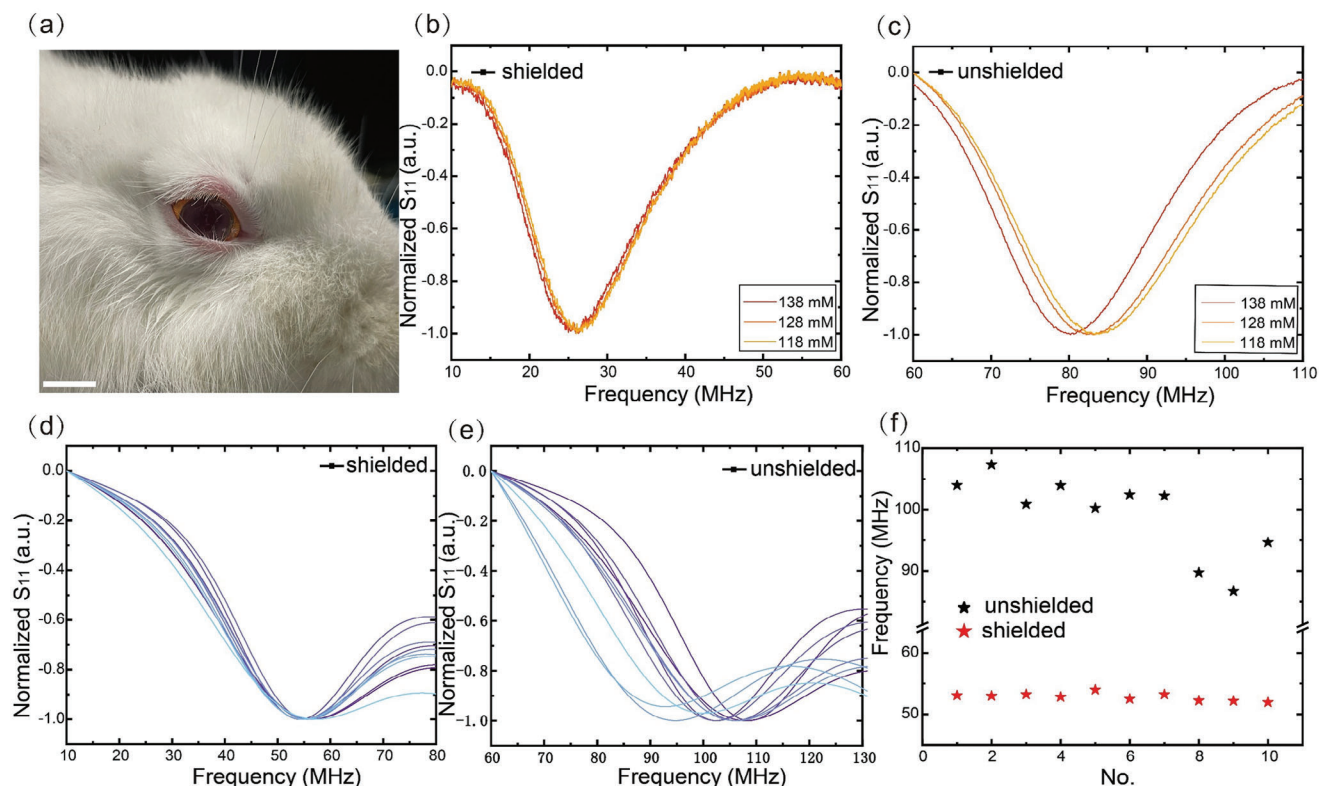 (a)
(b)
0.0
-0.2
-0.4
-0.6
-0.8
-1.0
Normalized S11 (a.u.)
shielded
138 mM
128 mM
118 mM
10 20 30 40 50 60
Frequency (MHz)
(c)
0.0
-0.2
-0.4
-0.6
-0.8
-1.0
Normalized S11 (a.u.)
unshielded
138 mM
128 mM
118 mM
60 70 80 90 100 110
Frequency (MHz)
(d)
0.0
-0.2
-0.4
-0.6
-0.8
-1.0
Normalized S11 (a.u.)
shielded
10 20 30 40 50 60 70 80
Frequency (MHz)
(e)
0.0
-0.2
-0.4
-0.6
-0.8
-1.0
Normalized S11 (a.u.)
unshielded
60 70 80 90 100 110 120 130
Frequency (MHz)
(f)
110
100
90
60
50
Frequency (MHz)
unshielded
shielded
0 2 4 6 8 10
No.